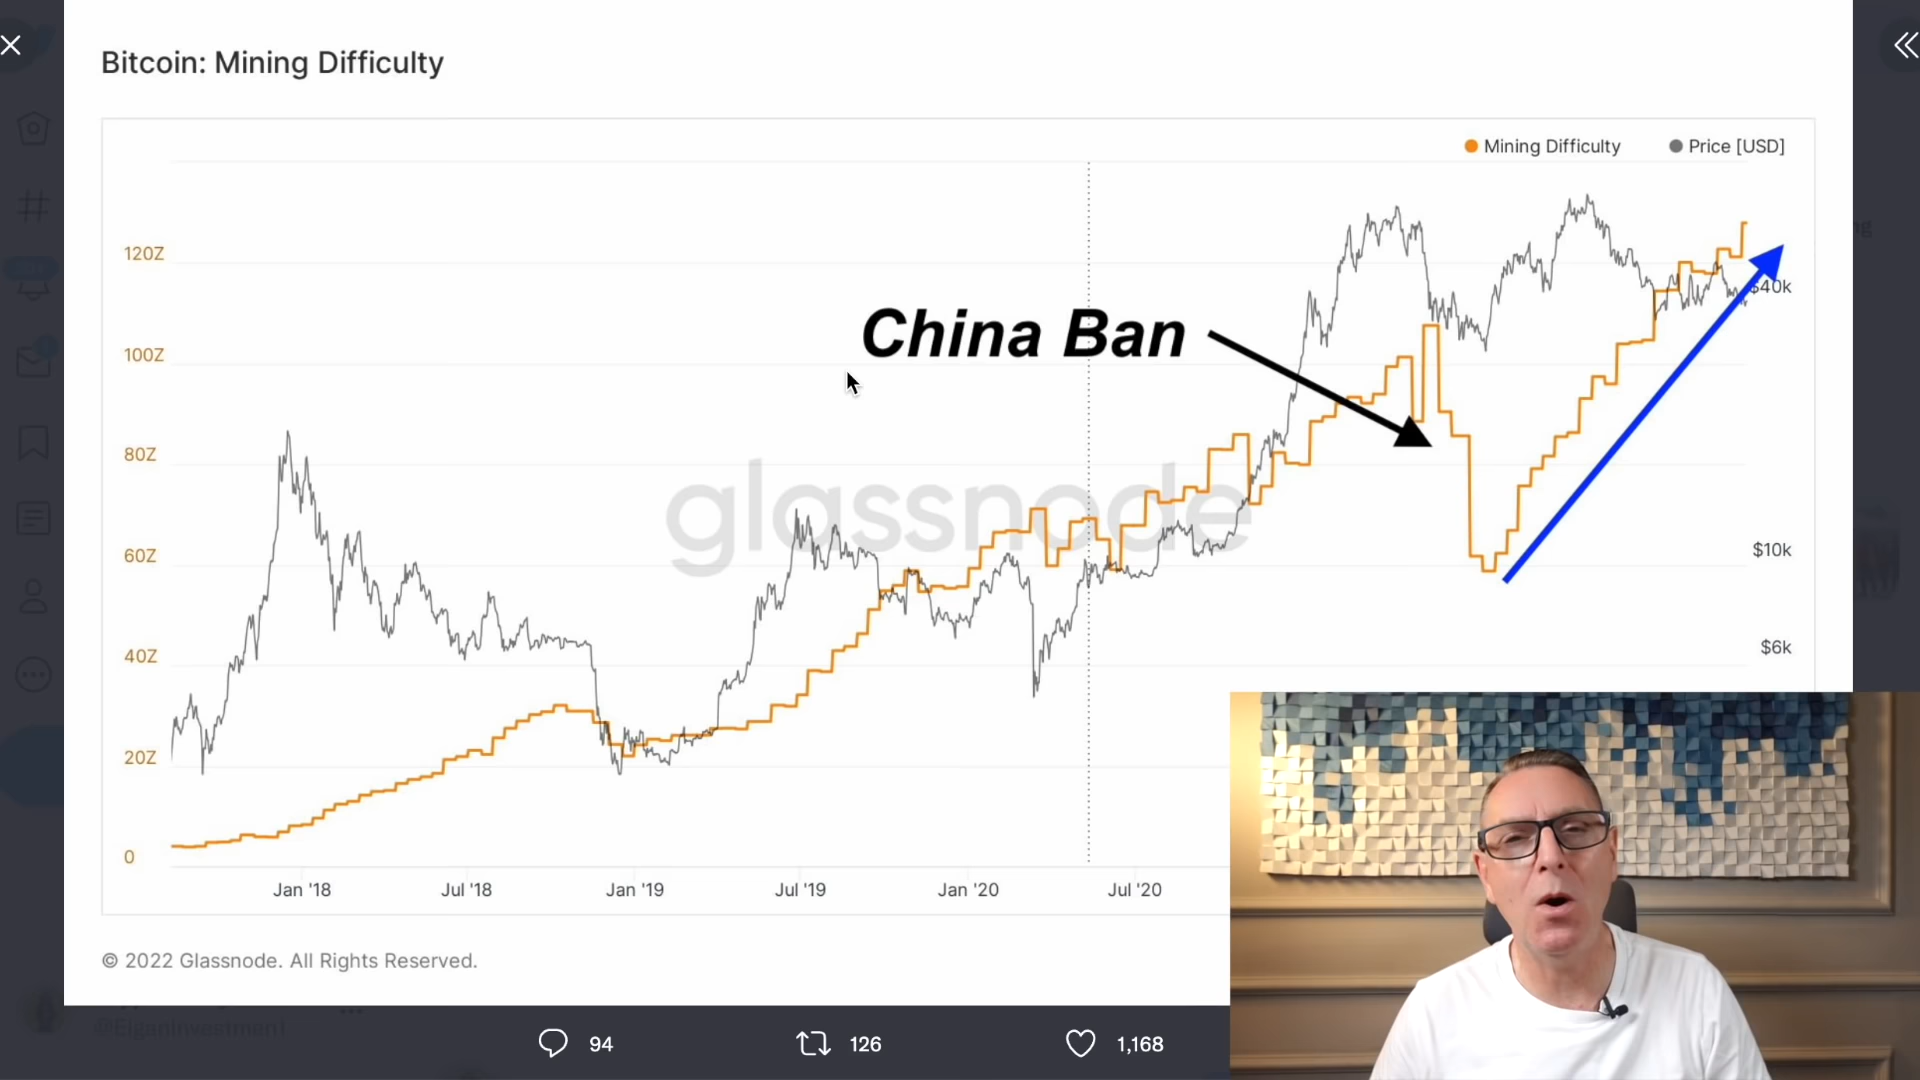 Bitcoin: Mining Difficulty
Mining Difficulty
Price [USD]
120Z
100Z
80Z
60Z
40Z
20Z
0
$40k
$10k
$6k
China Ban
glassnode
Jan '18
Jul '18
Jan '19
Jul '19
Jan '20
Jul '20
© 2022 Glassnode. All Rights Reserved.
94
126
1,168